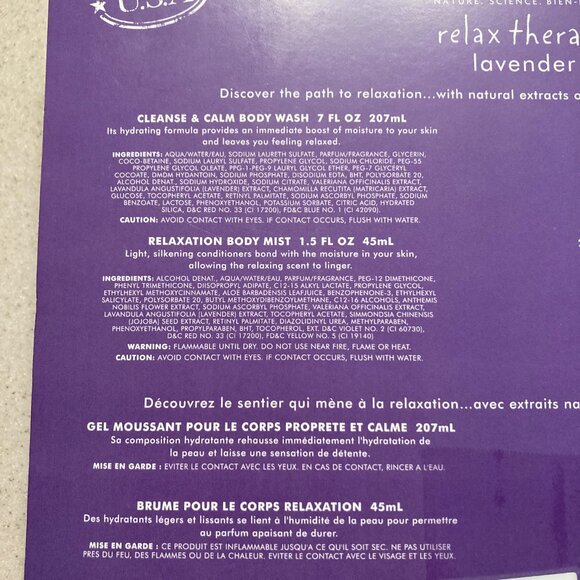 U.S.A
NATURE. SCIENCE. BIEN-
relax thera
lavender
Discover the path to relaxation...with natural extracts
CLEANSE & CALM BODY WASH 7 FL OZ 207mL
Its hydrating formula provides an immediate boost of moisture to your skin
and leaves you feeling relaxed.
INGREDIENTS: AQUA/WATER/EAU, SODIUM LAURETH SULFATE, PARFUM/FRAGRANCE, GLYCERIN,
COCO-BETAINE, SODIUM LAURYL SULFATE, PROPYLENE GLYCOL, SODIUM CHLORIDE, PEG-55
PROPYLENE GLYCOL OLEATE, PPG-1-PEG-9 LAURYL GLYCOL ETHER, PEG-7 GLYCERYL
COCOATE, DMDM HYDANTOIN, SODIUM PHOSPHATE, DISODIUM EDTA, BHT, POLYSORBATE 20,
ALCOHOL DENAT., SODIUM HYDROXIDE, SODIUM CITRATE, VALERIANA OFFICINALIS EXTRACT,
LAVANDULA ANGUSTIFOLIA (LAVENDER) EXTRACT, CHAMOMILLA RECUTITA (MATRICARIA) EXTRACT,
GLUCOSE, TOCOPHERYL ACETATE, RETINYL PALMITATE, SODIUM ASCORBYL PHOSPHATE, SODIUM
BENZOATE, LACTOSE, PHENOXYETHANOL, POTASSIUM SORBATE, CITRIC ACID, HYDRATED
SILICA, D&C RED NO. 33 (CI 17200), FD&C BLUE NO. 1 (CI 42090).
CAUTION: AVOID CONTACT WITH EYES. IF CONTACT OCCURS, FLUSH WITH WATER.
RELAXATION BODY MIST 1.5 FL OZ 45mL
Light, silkening conditioners bond with the moisture in your skin,
allowing the relaxing scent to linger.
INGREDIENTS: ALCOHOL DENAT., AQUA/WATER/EAU, PARFUM/FRAGRANCE, PEG-12 DIMETHICONE,
PHENYL TRIMETHICONE, DIISOPROPYL ADIPATE, C12-15 ALKYL LACTATE, PROPYLENE GLYCOL,
ETHYLHEXYL METHOXYCINNAMATE, ALOE BARBADENSIS LEAFJUICE, BENZOPHENONE-3, ETHYLHEXYL
SALICYLATE, POLYSORBATE 20, BUTYL METHOXYDIBENZOYLMETHANE, C12-16 ALCOHOLS, ANTHEMIS
NOBILIS FLOWER EXTRACT, SODIUM ASCORBYL PHOSPHATE, VALERIANA OFFICINALIS EXTRACT,
LAVANDULA ANGUSTIFOLIA (LAVENDER) EXTRACT, TOCOPHERYL ACETATE, SIMMONDSIA CHINENSIS
(JOJOBA) SEED EXTRACT, RETINYL PALMITATE, DIAZOLIDINYL UREA, METHYLPARABEN,
PHENOXYETHANOL, PROPYLPARABEN, BHT, TOCOPHEROL, EXT. D&C VIOLET NO. 2 (CI 60730),
D&C RED NO. 33 (CI 17200), FD&C YELLOW NO. 5 (CI 19140)
WARNING: FLAMMABLE UNTIL DRY. DO NOT USE NEAR FIRE, FLAME OR HEAT.
CAUTION: AVOID CONTACT WITH EYES. IF CONTACT OCCURS, FLUSH WITH WATER.
Découvrez le sentier qui mène à la relaxation...avec extraits na
GEL MOUSSANT POUR LE CORPS PROPRETE ET CALME 207mL
Sa composition hydratante rehausse immédiatement l'hydratation de
la peau et laisse une sensation de détente.
MISE EN GARDE : EVITER LE CONTACT AVEC LES YEUX. EN CAS DE CONTACT, RINCER A L'EAU.
BRUME POUR LE CORPS RELAXATION 45mL
Des hydratants légers et lissants se lient à l'humidité de la peau pour permettre
au parfum apaisant de durer.
MISE EN GARDE : CE PRODUIT EST INFLAMMABLE JUSQU'A CE QU'IL SOIT SEC. NE PAS UTILISER
PRES DU FEU, DES FLAMMES OU DE LA CHALEUR. EVITER LE CONTACT AVEC LE VISAGE ET LES YEUX.